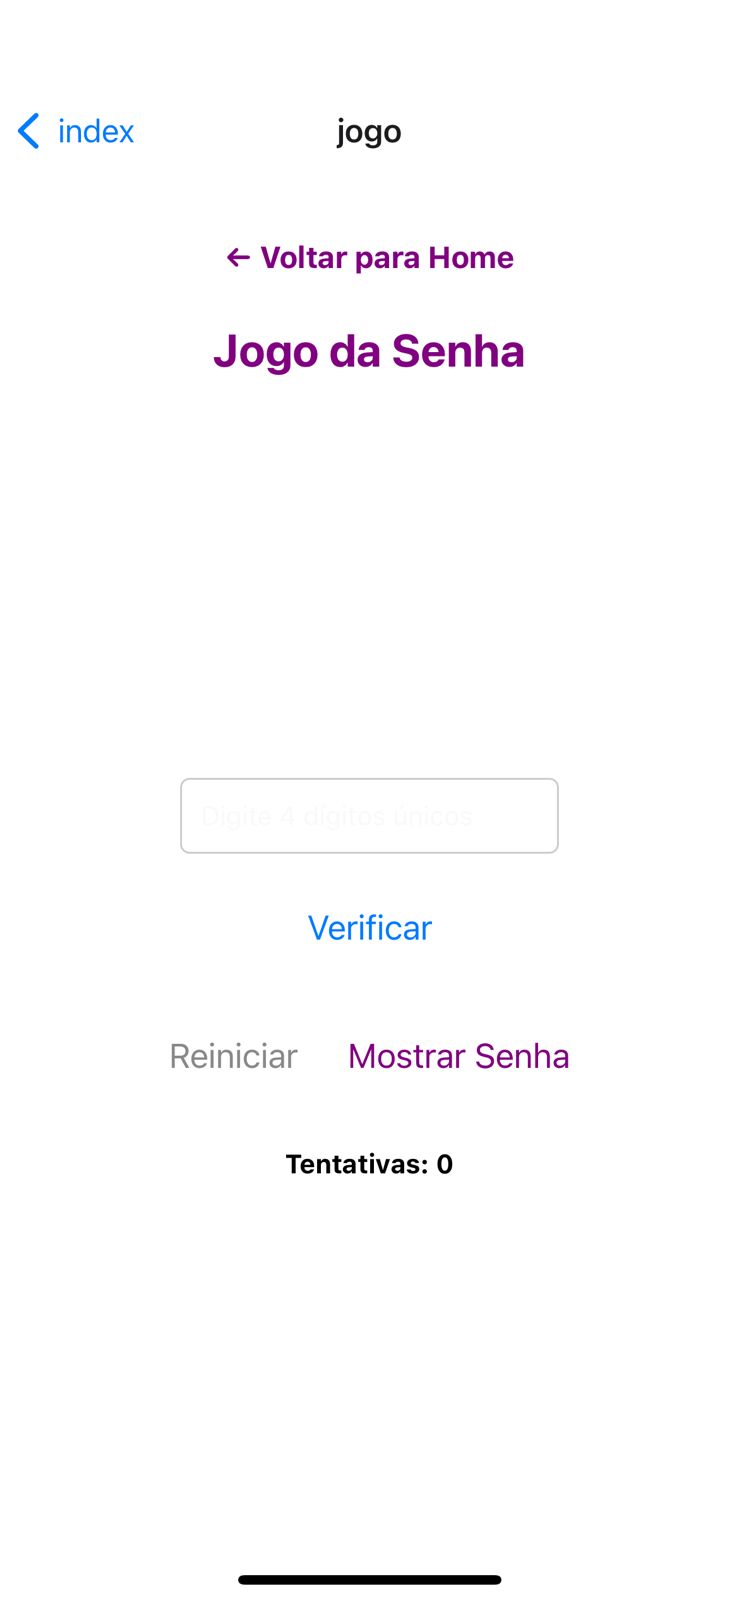 index
jogo
← Voltar para Home
Jogo da Senha
Digite 4 dígitos únicos
Verificar
Reiniciar
Mostrar Senha
Tentativas: 0